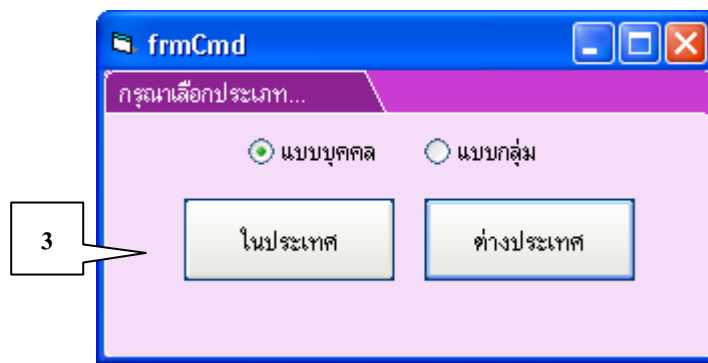 frmCmd
กรุณาเลือกประเภท...
แบบบุคคล แบบกลุ่ม
3
ในประเทศ ต่างประเทศ